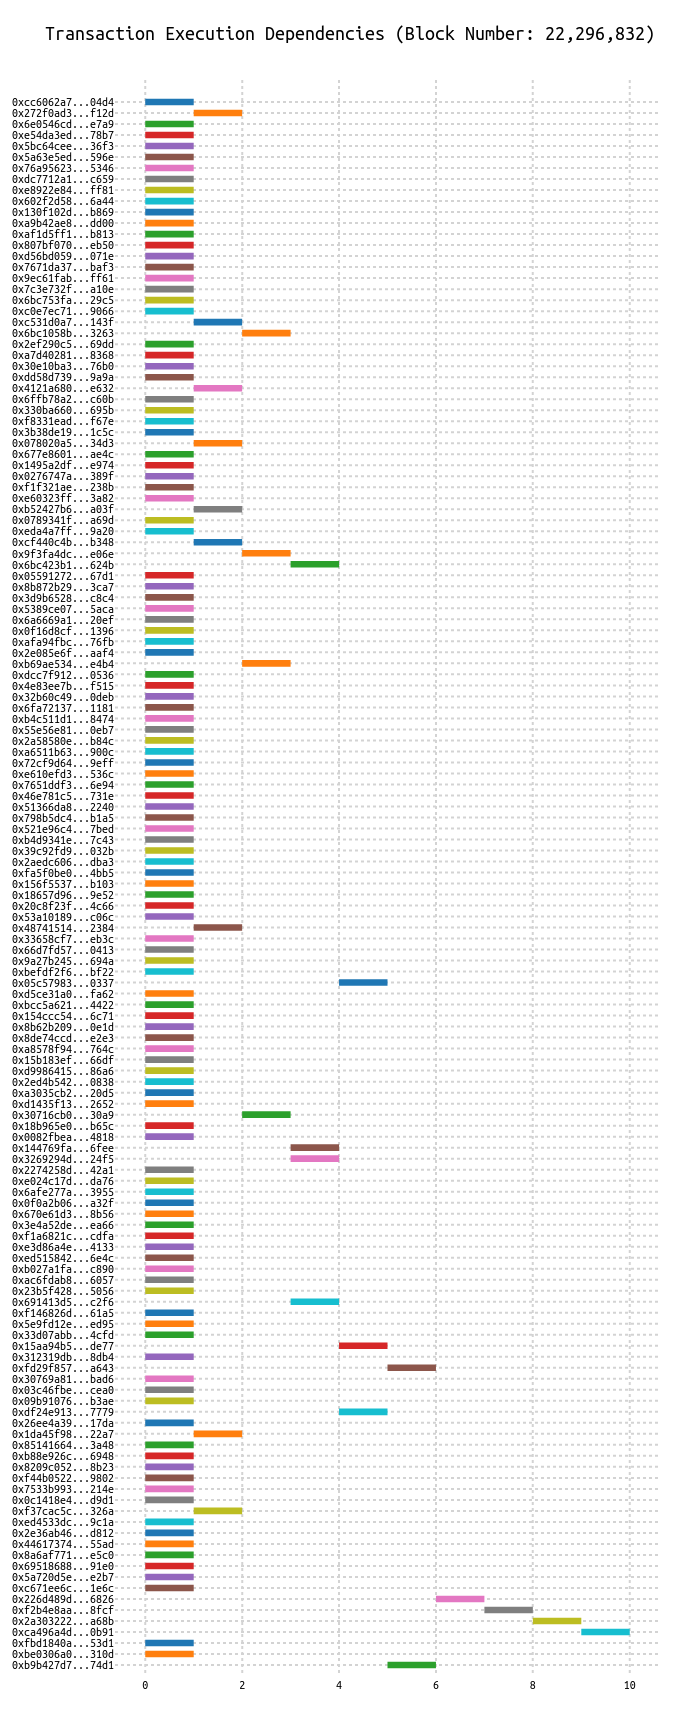 Transaction Execution Dependencies (Block Number: 22,296,832)
0xcc6062a7...04d4
0x272f0ad3...f12d
0x6e0546cd...e7a9
0xe54da3ed...78b7
0x5bc64cee...36f3
0x5a63e5ed...596e
0x76a95623...5346
0xdc7712a1...c659
0xe8922e84...ff81
0x602f2d58...6a44
0x130f102d...b869
0xa9b42ae8...dd00
0xaf1d5ff1...b813
0x807bf070...eb50
0xd56bd059...071e
0x7671da37...baf3
0x9ec61fab...ff61
0x7c3e732f...a10e
0x6bc753fa...29c5
0xc0e7ec71...9066
0xc531d0a7...143f
0x6bc1058b...3263
0x2ef290c5...69dd
0xa7d40281...8368
0x30e10ba3...76b0
0xdd58d739...9a9a
0x4121a680...e632
0x6ffb78a2...c60b
0x330ba660...695b
0xf8331ead...f67e
0x3b38de19...1c5c
0x078020a5...34d3
0x677e8601...ae4c
0x1495a2df...e974
0x0276747a...389f
0xf1f321ae...238b
0xe60323ff...3a82
0xb52427b6...a03f
0x0789341f...a69d
0xeda4a7ff...9a20
0xcf440c4b...b348
0x9f3fa4dc...e06e
0x6bc423b1...624b
0x05591272...67d1
0x8b872b29...3ca7
0x3d9b6528...c8c4
0x5389ce07...5aca
0x6a6669a1...20ef
0x0f16d8cf...1396
0xafa94fbc...76fb
0x2e085e6f...aaf4
0xb69ae534...e4b4
0xdcc7f912...0536
0x4e83ee7b...f515
0x32b60c49...0deb
0x6fa72137...1181
0xb4c511d1...8474
0x55e56e81...0eb7
0x2a58580e...b84c
0xa6511b63...900c
0x72cf9d64...9eff
0xe610efd3...536c
0x7651ddf3...6e94
0x46e781c5...731e
0x51366da8...2240
0x798b5dc4...b1a5
0x521e96c4...7bed
0xb4d9341e...7c43
0x39c92fd9...032b
0x2aedc606...dba3
0xfa5f0be0...4bb5
0x156f5537...b103
0x18657d96...9e52
0x20c8f23f...4c66
0x53a10189...c06c
0x48741514...2384
0x33658cf7...eb3c
0x66d7fd57...0413
0x9a27b245...694a
0xbefdf2f6...bf22
0x05c57983...0337
0xd5ce31a0...fa62
0xbcc5a621...4422
0x154ccc54...6c71
0x8b62b209...0e1d
0x8de74ccd...e2e3
0xa8578f94...764c
0x15b183ef...66df
0xd9986415...86a6
0x2ed4b542...0838
0xa3035cb2...20d5
0xd1435f13...2652
0x30716cb0...30a9
0x18b965e0...b65c
0x0082fbea...4818
0x144769fa...6fee
0x3269294d...24f5
0x2274258d...42a1
0xe024c17d...da76
0x6afe277a...3955
0x0f0a2b06...a32f
0x670e61d3...8b56
0x3e4a52de...ea66
0xf1a6821c...cdfa
0xe3d86a4e...4133
0xed515842...6e4c
0xb027a1fa...c890
0xac6fdab8...6057
0x23b5f428...5056
0x691413d5...c2f6
0xf146826d...61a5
0x5e9fd12e...ed95
0x33d07abb...4cfd
0x15aa94b5...de77
0x312319db...8db4
0xfd29f857...a643
0x30769a81...bad6
0x03c46fbe...cea0
0x09b91076...b3ae
0xdf24e913...7779
0x26ee4a39...17da
0x1da45f98...22a7
0x85141664...3a48
0xb88e926c...6948
0x8209c052...8b23
0xf44b0522...9802
0x7533b993...214e
0x0c1418e4...d9d1
0xf37cac5c...326a
0xed4533dc...9c1a
0x2e36ab46...d812
0x44617374...55ad
0x8a6af771...e5c0
0x69518688...91e0
0x5a720d5e...e2b7
0xc671ee6c...1e6c
0x226d489d...6826
0xf2b4e8aa...8fcf
0x2a303222...a68b
0xca496a4d...0b91
0xfbd1840a...53d1
0xbe0306a0...310d
0xb9b427d7...74d1
0 2 4 6 8 10